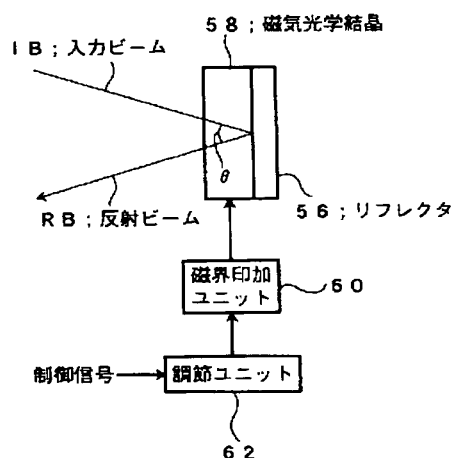 58；磁気光学結晶
IB；入力ビーム
θ
RB；反射ビーム
56；リフレクタ
磁界印加
ユニット
60
制御信号
調節ユニット
62